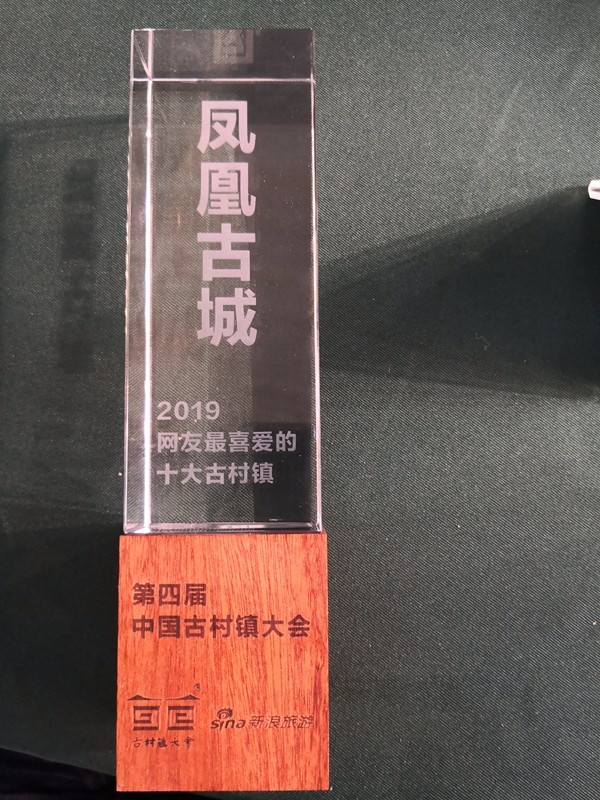 凤凰古城
2019
网友最喜爱的
十大古村镇
第四届
中国古村镇大会
古村镇大会
sina新浪旅游